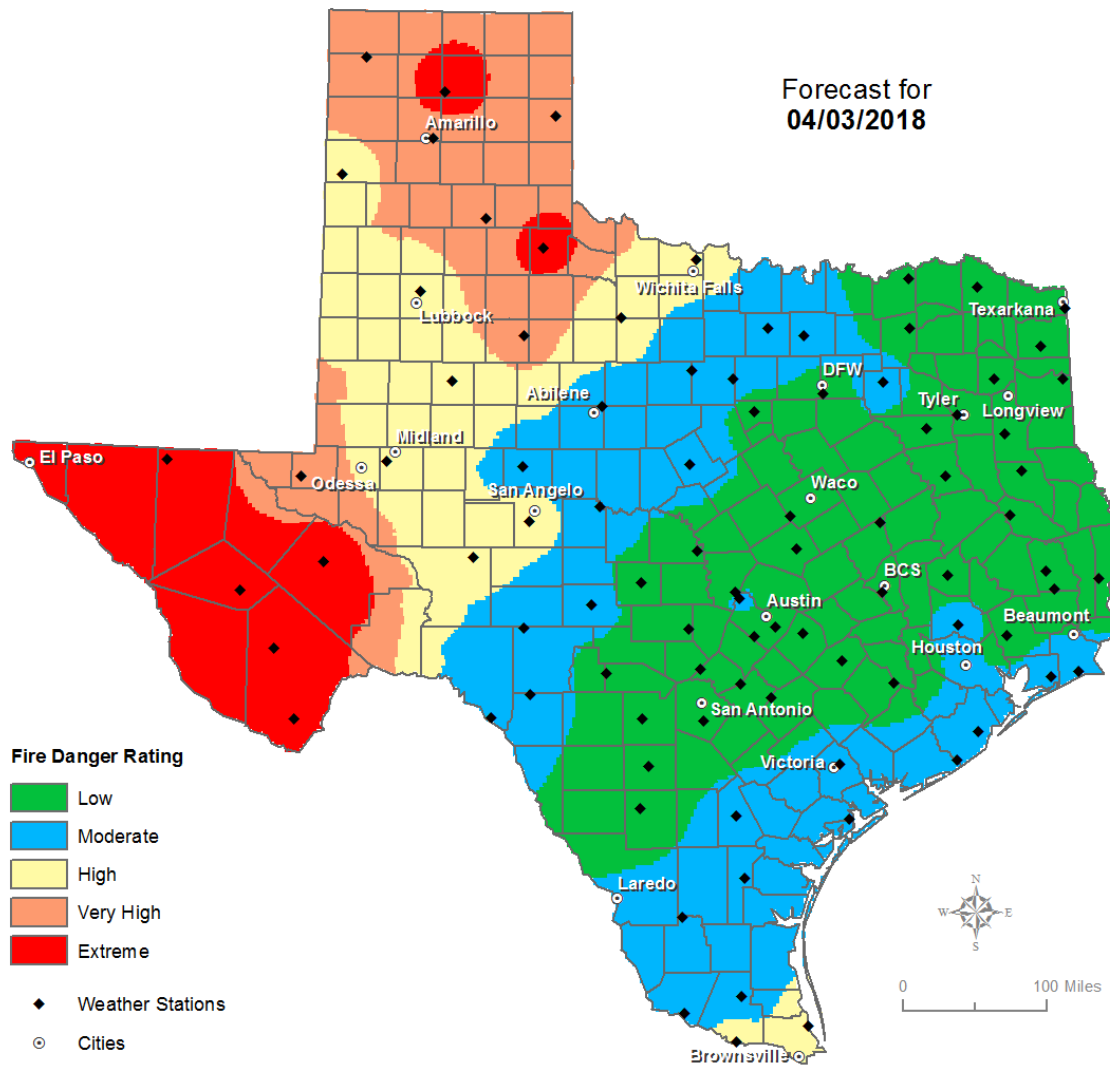 Forecast for
04/03/2018
Amarillo
Wichita Falls
Lubbock
Texarkana
DFW
Abilene
Tyler
Longview
Midland
El Paso
Odessa
San Angelo
Waco
BCS
Austin
Beaumont
Houston
San Antonio
Victoria
Laredo
Brownsville
Fire Danger Rating
Low
Moderate
High
Very High
Extreme
Weather Stations
Cities
N
W
E
S
0
100 Miles